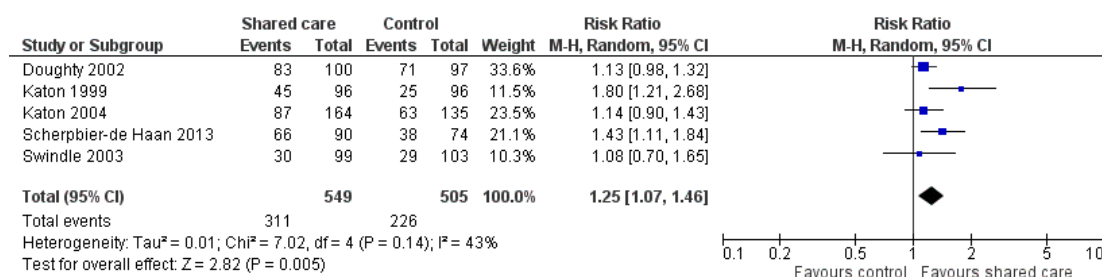 Shared care Control Risk Ratio Risk Ratio
Study or Subgroup Events Total Events Total Weight M-H, Random, 95% CI M-H, Random, 95% CI
Doughty 2002 83 100 71 97 33.6% 1.13 [0.98, 1.32]
Katon 1999 45 96 25 96 11.5% 1.80 [1.21, 2.68]
Katon 2004 87 164 63 135 23.5% 1.14 [0.90, 1.43]
Scherpbier-de Haan 2013 66 90 38 74 21.1% 1.43 [1.11, 1.84]
Swindle 2003 30 99 29 103 10.3% 1.08 [0.70, 1.65]
Total (95% CI) 549 505 100.0% 1.25 [1.07, 1.46]
Total events 311 226
Heterogeneity: Tau² = 0.01; Chi² = 7.02, df = 4 (P = 0.14); I² = 43%
Test for overall effect: Z = 2.82 (P = 0.005)
0.1 0.2 0.5 1 2 5 10
Favours control Favours shared care